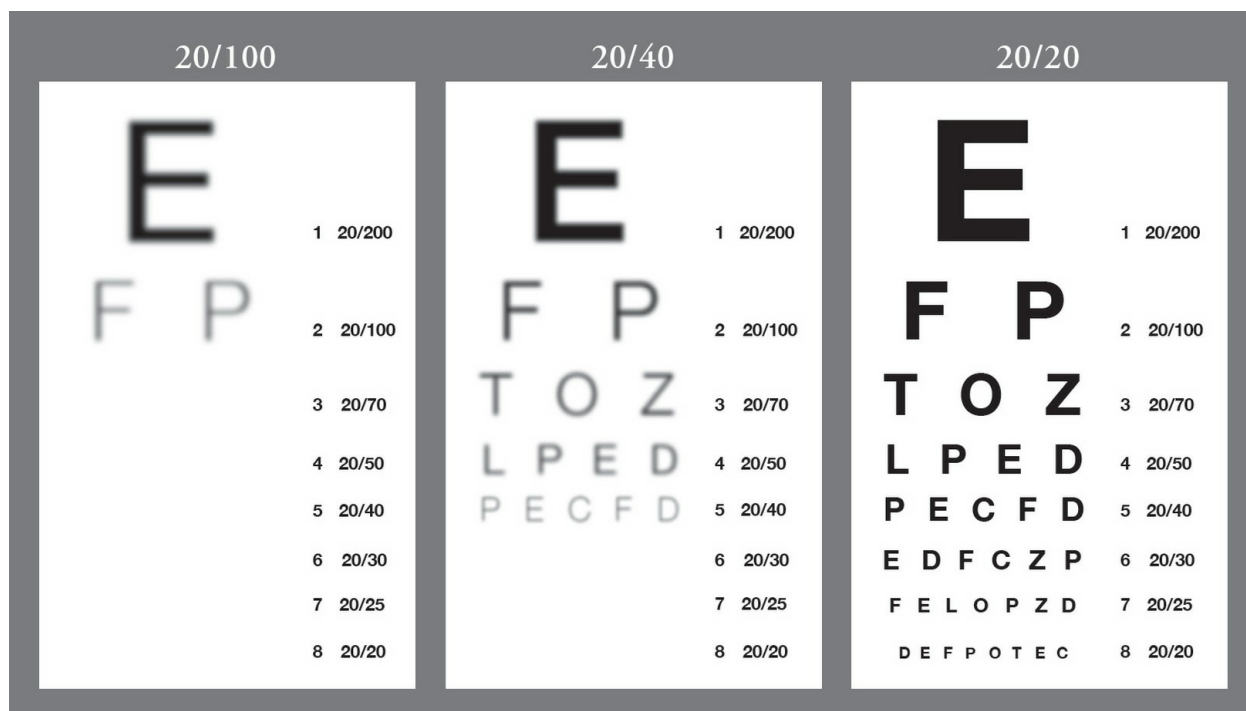 20/100
E
1 20/200
F P
2 20/100
3 20/70
4 20/50
5 20/40
6 20/30
7 20/25
8 20/20
20/40
E
1 20/200
F P
2 20/100
T O Z
3 20/70
L P E D
4 20/50
P E C F D
5 20/40
6 20/30
7 20/25
8 20/20
20/20
E
1 20/200
F P
2 20/100
T O Z
3 20/70
L P E D
4 20/50
P E C F D
5 20/40
E D F C Z P
6 20/30
F E L O P Z D
7 20/25
D E F P O T E C
8 20/20